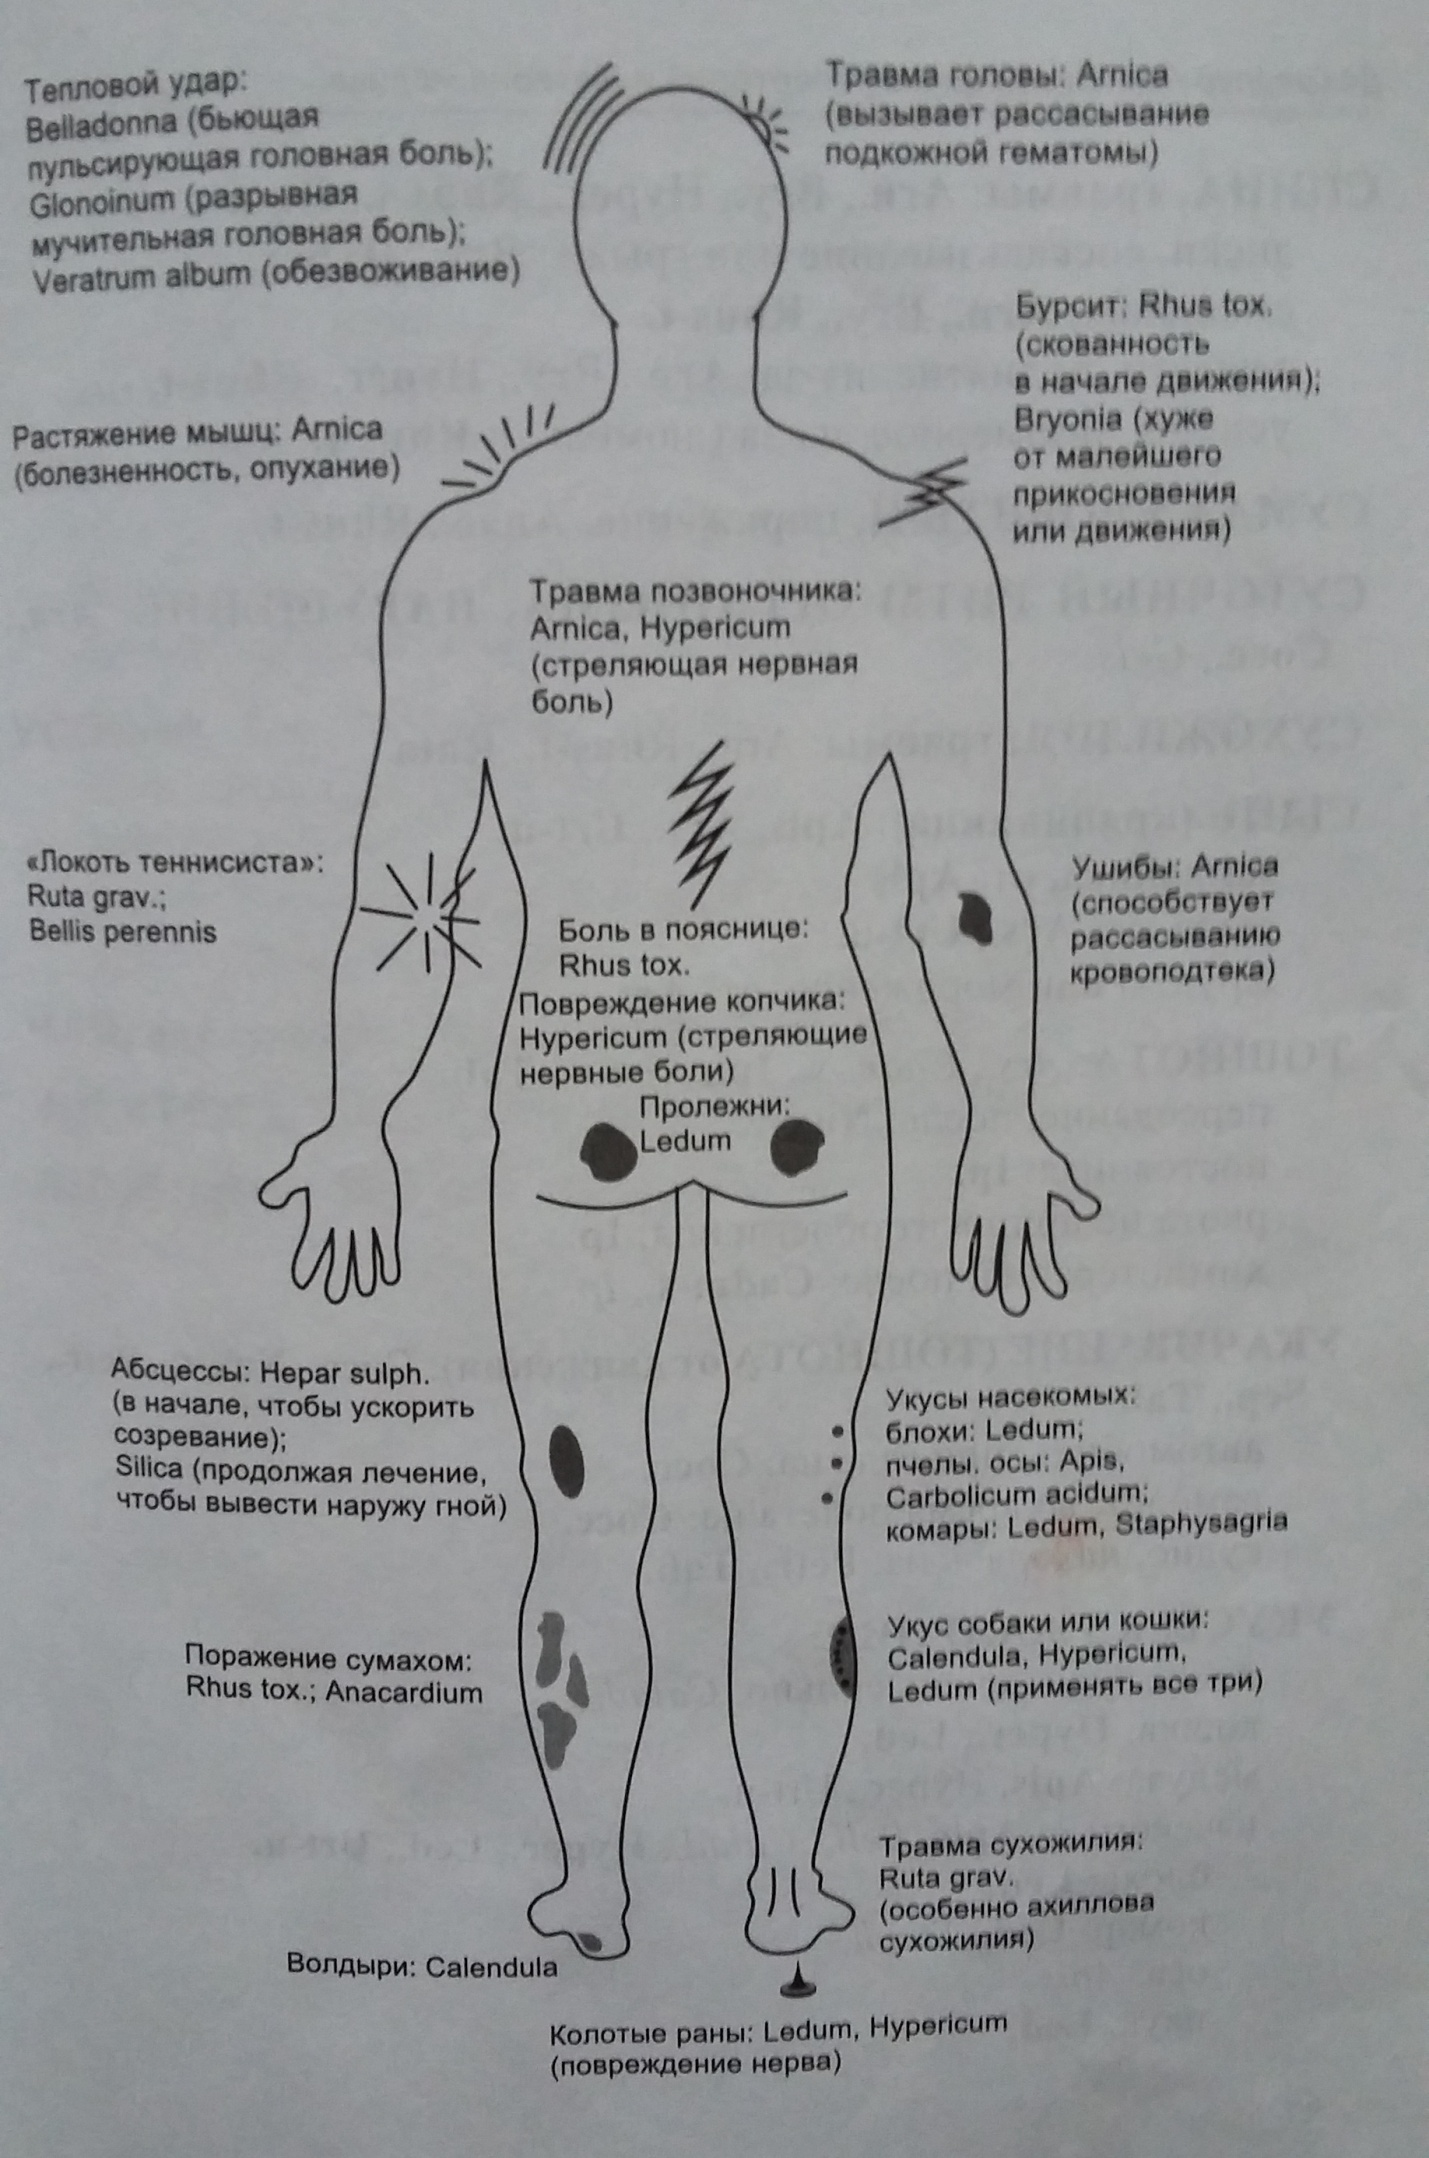 Тепловой удар:
Belladonna (бьющая
пульсирующая головная боль);
Glonoinum (разрывная
мучительная головная боль);
Veratrum album (обезвоживание)
Травма головы: Arnica
(вызывает рассасывание
подкожной гематомы)
Бурсит: Rhus tox.
(скованность
в начале движения);
Bryonia (хуже
от малейшего
прикосновения
или движения)
Растяжение мышц: Arnica
(болезненность, опухание)
Травма позвоночника:
Arnica, Hypericum
(стреляющая нервная
боль)
«Локоть теннисиста»:
Ruta grav.;
Bellis perennis
Ушибы: Arnica
(способствует
рассасыванию
кровоподтека)
Боль в пояснице:
Rhus tox.
Повреждение копчика:
Hypericum (стреляющие
нервные боли)
Пролежни:
Ledum
Абсцессы: Hepar sulph.
(в начале, чтобы ускорить
созревание);
Silica (продолжая лечение,
чтобы вывести наружу гной)
Укусы насекомых:
блохи: Ledum;
пчелы. осы: Apis,
Carbolicum acidum;
комары: Ledum, Staphysagria
Поражение сумахом:
Rhus tox.; Anacardium
Укус собаки или кошки:
Calendula, Hypericum,
Ledum (применять все три)
Травма сухожилия:
Ruta grav.
(особенно ахиллова
сухожилия)
Волдыри: Calendula
Колотые раны: Ledum, Hypericum
(повреждение нерва)